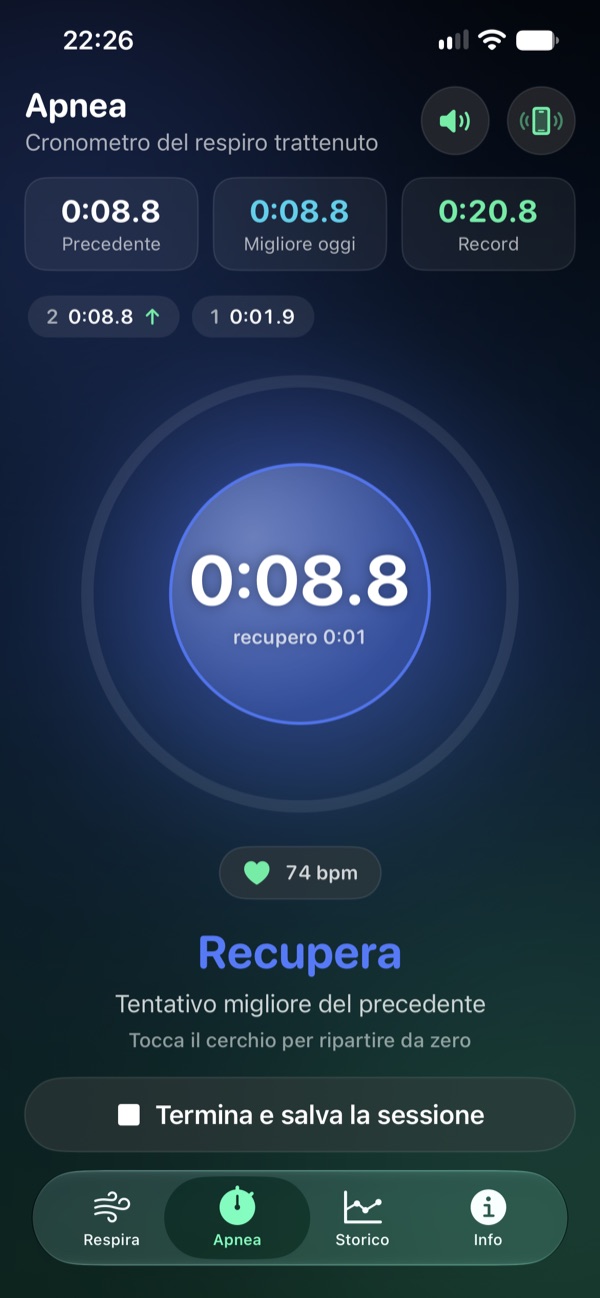 22:26
Apnea
Cronometro del respiro trattenuto
0:08.8
Precedente
0:08.8
Migliore oggi
0:20.8
Record
2 0:08.8 ↑
1 0:01.9
0:08.8
recupero 0:01
74 bpm
Recupera
Tentativo migliore del precedente
Tocca il cerchio per ripartire da zero
Termina e salva la sessione
Respira
Apnea
Storico
Info